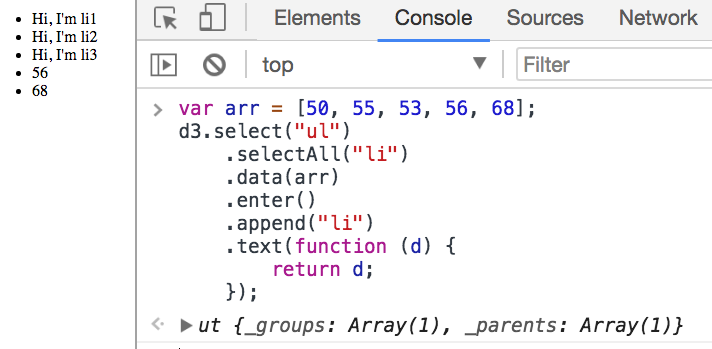 Hi, I'm li1
Hi, I'm li2
Hi, I'm li3
56
68
Elements Console Sources Network
top Filter
> var arr = [50, 55, 53, 56, 68];
d3.select("ul")
.selectAll("li")
.data(arr)
.enter()
.append("li")
.text(function (d) {
return d;
});
ut {_groups: Array(1), _parents: Array(1)}